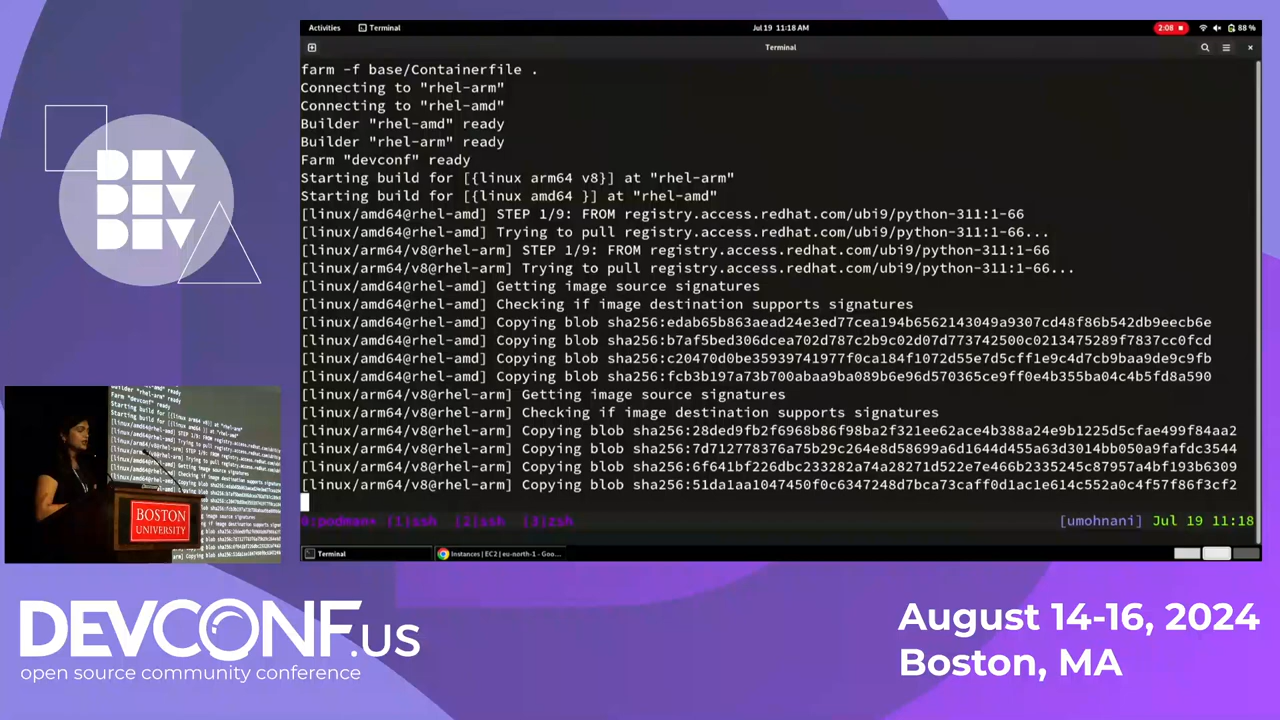 Activities
Terminal
Jul 19 11:18 AM
2:08
88 %
Terminal
farm -f base/Containerfile .
Connecting to "rhel-arm"
Connecting to "rhel-amd"
Builder "rhel-amd" ready
Builder "rhel-arm" ready
Farm "devconf" ready
Starting build for [{linux arm64 v8}] at "rhel-arm"
Starting build for [{linux amd64 }] at "rhel-amd"
[linux/amd64@rhel-amd] STEP 1/9: FROM registry.access.redhat.com/ubi9/python-311:1-66
[linux/amd64@rhel-amd] Trying to pull registry.access.redhat.com/ubi9/python-311:1-66...
[linux/arm64/v8@rhel-arm] STEP 1/9: FROM registry.access.redhat.com/ubi9/python-311:1-66
[linux/arm64/v8@rhel-arm] Trying to pull registry.access.redhat.com/ubi9/python-311:1-66...
[linux/amd64@rhel-amd] Getting image source signatures
[linux/amd64@rhel-amd] Checking if image destination supports signatures
[linux/amd64@rhel-amd] Copying blob sha256:edab65b863aead24e3ed77cea194b6562143049a9307cd48f86b542db9eecb6e
[linux/amd64@rhel-amd] Copying blob sha256:b7af5bed306dcea702d787c2b9c02d07d773742500c0213475289f7837cc0fcd
[linux/amd64@rhel-amd] Copying blob sha256:c20470d0be35939741977f0ca184f1072d55e7d5cff1e9c4d7cb9baa9de9c9fb
[linux/amd64@rhel-amd] Copying blob sha256:fcb3b197a73b700abaa9ba089b6e96d570365ce9ff0e4b355ba04c4b5fd8a590
[linux/arm64/v8@rhel-arm] Getting image source signatures
[linux/arm64/v8@rhel-arm] Checking if image destination supports signatures
[linux/arm64/v8@rhel-arm] Copying blob sha256:28ded9fb2f6968b86f98ba2f321ee62ace4b388a24e9b1225d5cfae499f84aa2
[linux/arm64/v8@rhel-arm] Copying blob sha256:7d712778376a75b29c264e8d58699a6d1644d455a63d3014bb050a9fafdc3544
[linux/arm64/v8@rhel-arm] Copying blob sha256:6f641bf226dbc233282a74a28271d522e7e466b2335245c87957a4bf193b6309
[linux/arm64/v8@rhel-arm] Copying blob sha256:51da1aa1047450f0c6347248d7bca73caff0d1ac1e614c552a0c4f57f86f3cf2
0:podman* [1]ssh [2]ssh [3]zsh
[umohnani] Jul 19 11:18
Terminal
Instances | EC2 | eu-north-1 – Goo...
DEV
DEV
DEV
BOSTON
UNIVERSITY
DEVCONF.US
open source community conference
August 14-16, 2024
Boston, MA